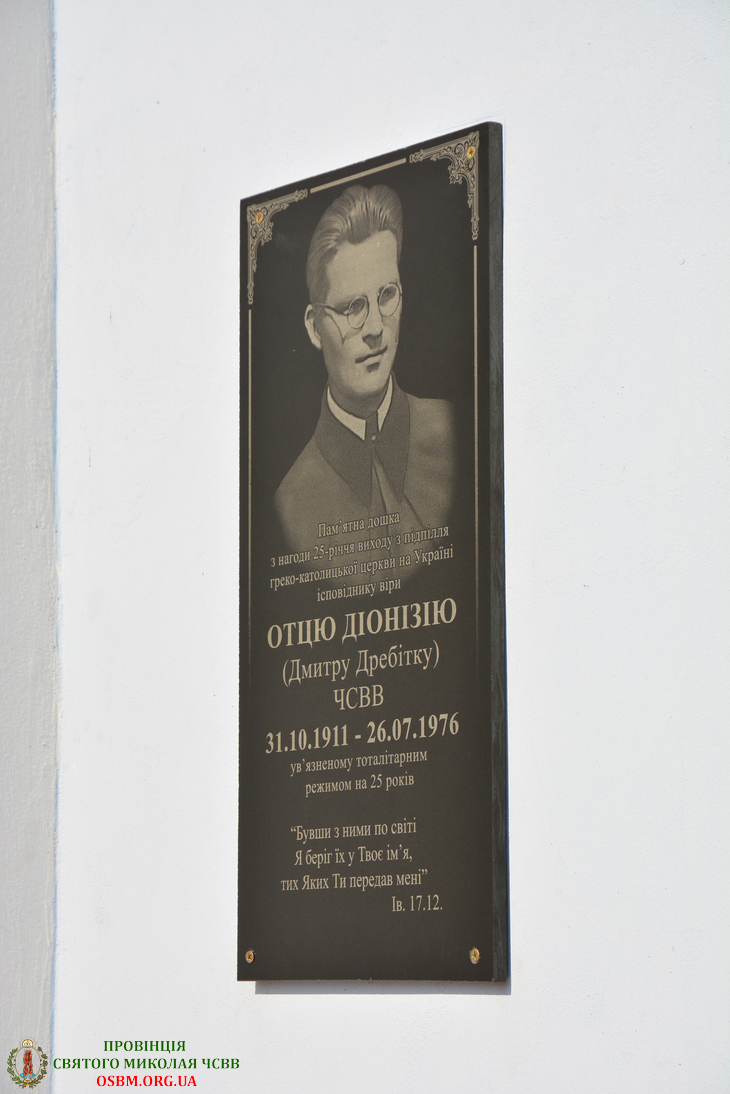 Пам'ятна дошка
з нагоди 25-річчя виходу з підпілля
греко-католицької церкви на Україні
ісповіднику віри
ОТЦЮ ДІОНІЗІЮ
(Дмитру Дребітку)
ЧСВВ
31.10.1911 - 26.07.1976
ув'язненому тоталітарним
режимом на 25 років
“Бувши з ними по світі
Я беріг їх у Твоє ім'я,
тих Яких Ти передав мені”
Ів. 17.12.
ПРОВІНЦІЯ
СВЯТОГО МИКОЛАЯ ЧСВВ
OSBM.ORG.UA